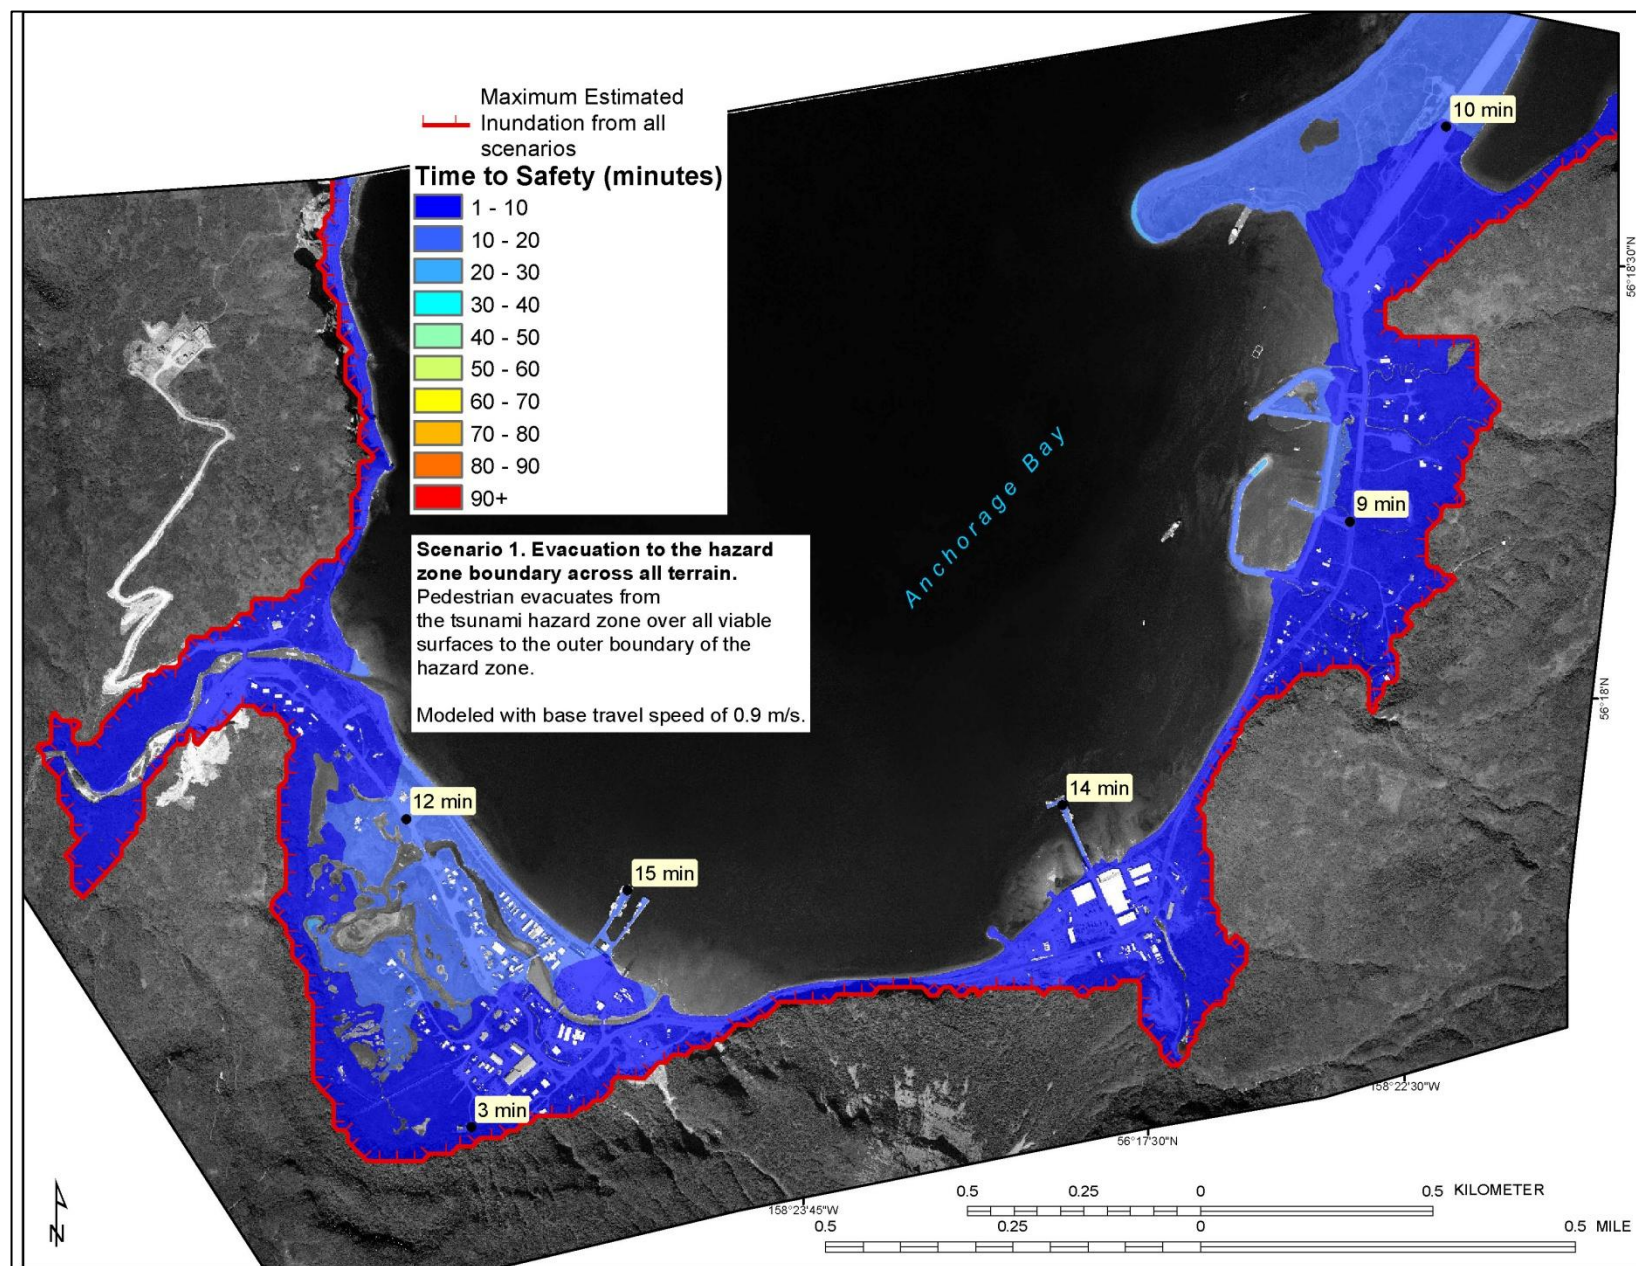 Maximum Estimated
Inundation from all
scenarios
Time to Safety (minutes)
1 - 10
10 - 20
20 - 30
30 - 40
40 - 50
50 - 60
60 - 70
70 - 80
80 - 90
90+
Scenario 1. Evacuation to the hazard
zone boundary across all terrain.
Pedestrian evacuates from
the tsunami hazard zone over all viable
surfaces to the outer boundary of the
hazard zone.
Modeled with base travel speed of 0.9 m/s.
Anchorage Bay
10 min
9 min
14 min
12 min
15 min
3 min
56°18'30"N
56°18'N
158°22'30"W
56°17'30"N
158°23'45"W
N
0.5 0.25 0 0.5 KILOMETER
0.5 0.25 0 0.5 MILE